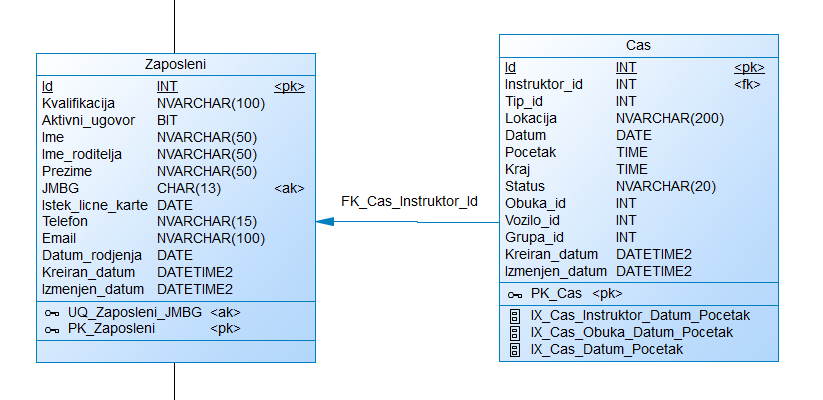 Zaposleni
Id INT <pk>
Kvalifikacija NVARCHAR(100)
Aktivni_ugovor BIT
Ime NVARCHAR(50)
Ime_roditelja NVARCHAR(50)
Prezime NVARCHAR(50)
JMBG CHAR(13) <ak>
Istek_licne_karte DATE
Telefon NVARCHAR(15)
Email NVARCHAR(100)
Datum_rodjenja DATE
Kreiran_datum DATETIME2
Izmenjen_datum DATETIME2
UQ_Zaposleni_JMBG <ak>
PK_Zaposleni <pk>
FK_Cas_Instruktor_Id
Cas
Id INT <pk>
Instruktor_id INT <fk>
Tip_id INT
Lokacija NVARCHAR(200)
Datum DATE
Pocetak TIME
Kraj TIME
Status NVARCHAR(20)
Obuka_id INT
Vozilo_id INT
Grupa_id INT
Kreiran_datum DATETIME2
Izmenjen_datum DATETIME2
PK_Cas <pk>
IX_Cas_Instruktor_Datum_Pocetak
IX_Cas_Obuka_Datum_Pocetak
IX_Cas_Datum_Pocetak